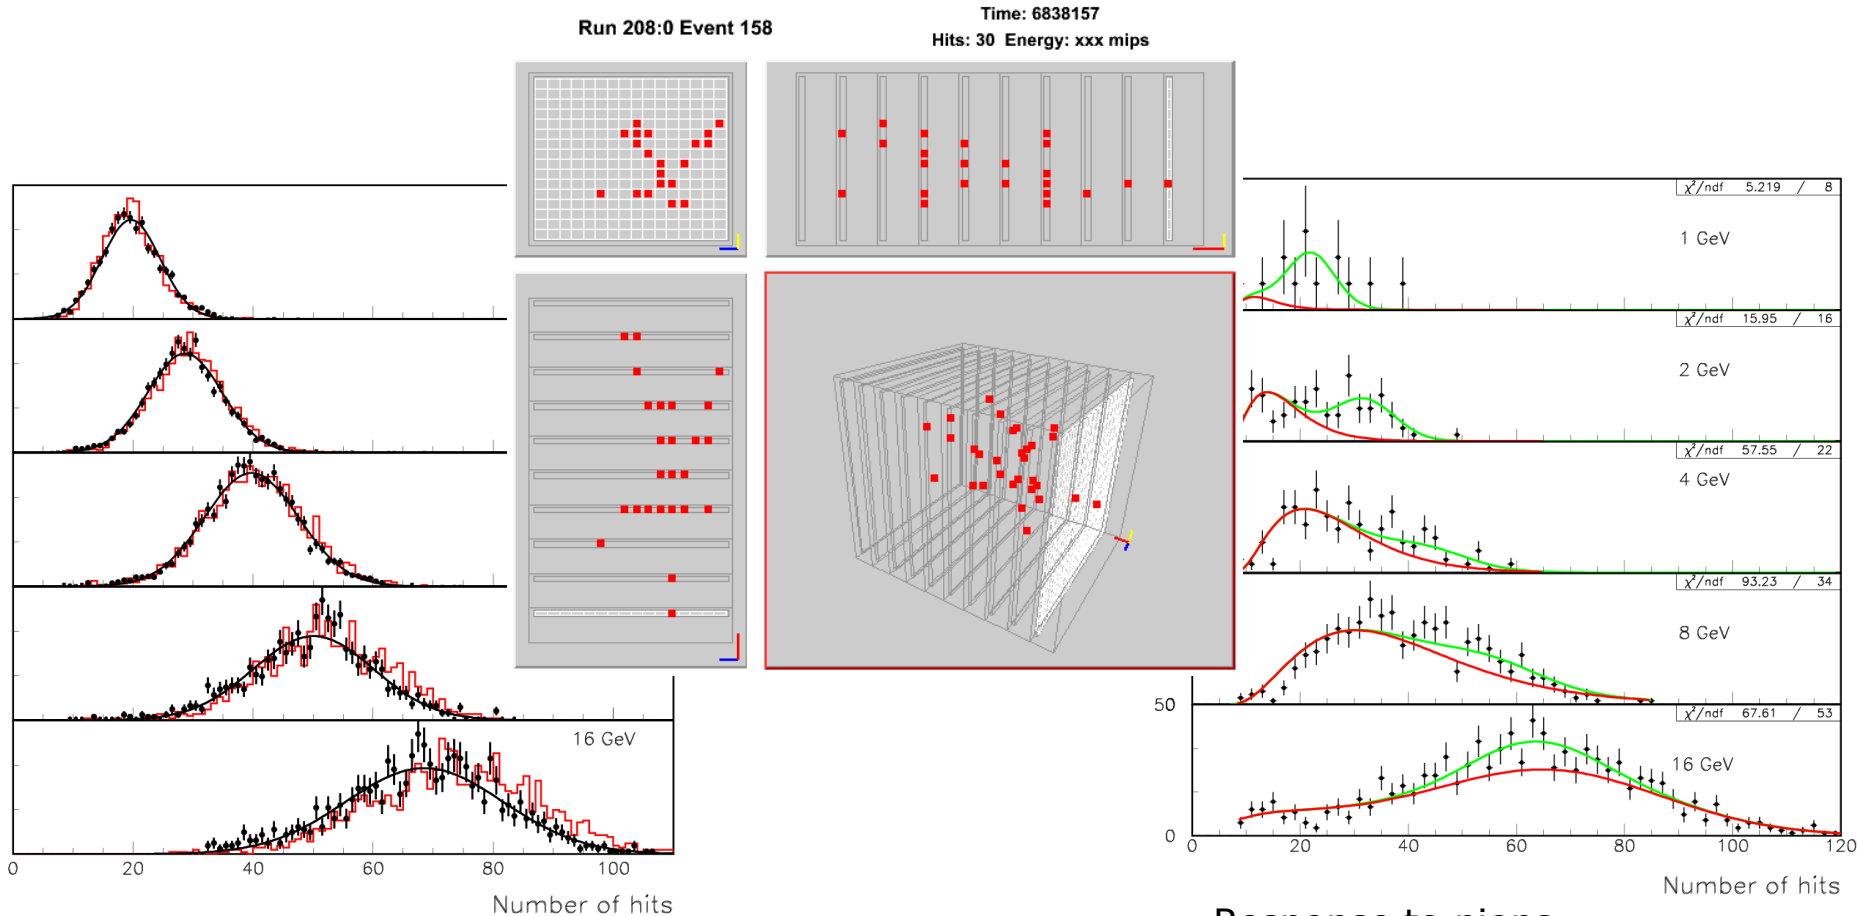 Run 208:0 Event 158
Time: 6838157
Hits: 30 Energy: xxx mips
16 GeV
0 20 40 60 80 100
Number of hits
χ²/ndf 5.219 / 8
1 GeV
χ²/ndf 15.95 / 16
2 GeV
χ²/ndf 57.55 / 22
4 GeV
χ²/ndf 93.23 / 34
8 GeV
50
χ²/ndf 67.61 / 53
16 GeV
0
0 20 40 60 80 100 120
Number of hits
Response to pions